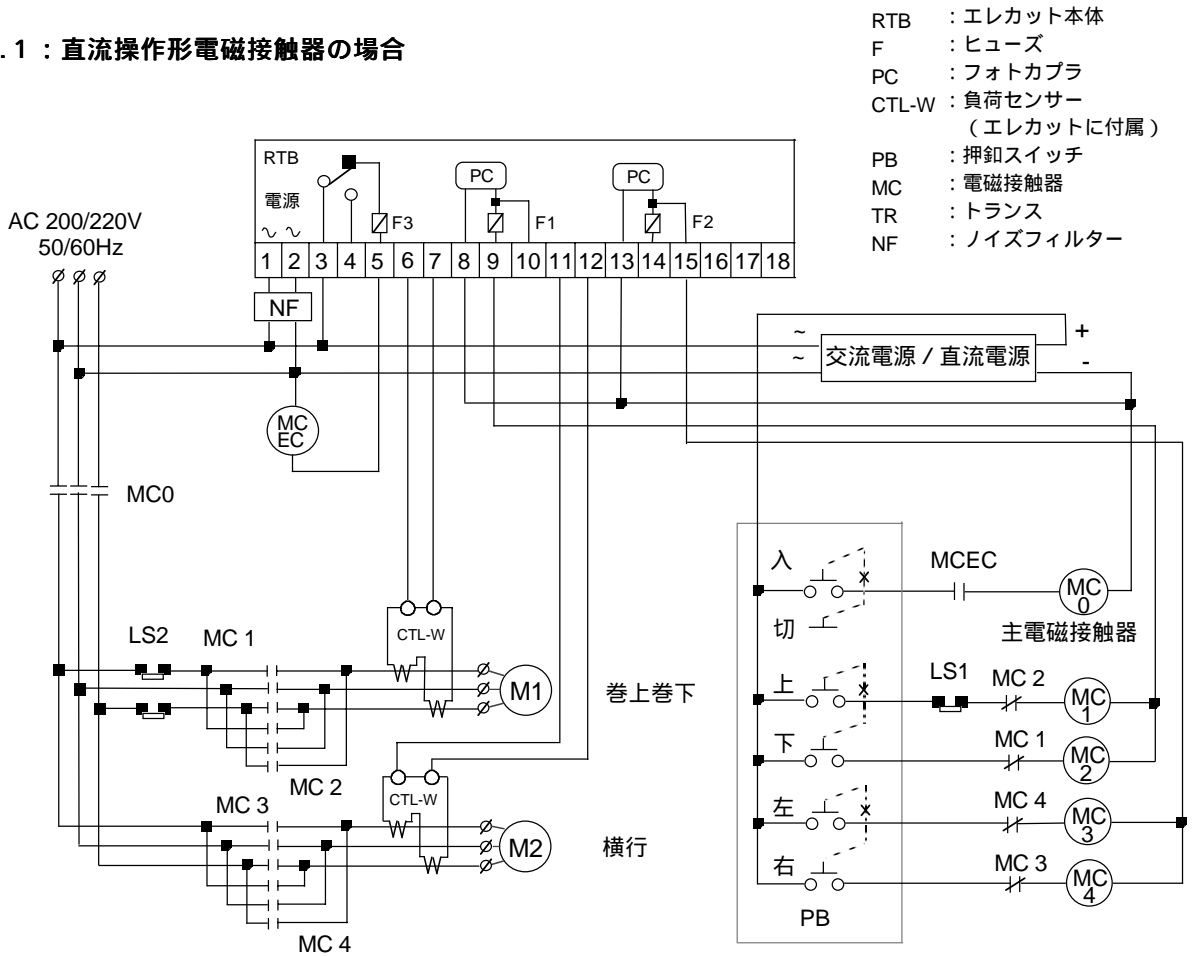 .1：直流操作形電磁接触器の場合
RTB ：エレカット本体
F ：ヒューズ
PC ：フォトカプラ
CTL-W ：負荷センサー
（エレカットに付属）
PB ：押釦スイッチ
MC ：電磁接触器
TR ：トランス
NF ：ノイズフィルター
RTB
電源
~ ~
PC
PC
F3
F1
F2
1 2 3 4 5 6 7 8 9 10 11 12 13 14 15 16 17 18
AC 200/220V
50/60Hz
NF
~
~
交流電源 / 直流電源
+
-
MC
EC
MC0
入
切
MCEC
MC
0
主電磁接触器
LS2
MC 1
CTL-W
M1
巻上巻下
MC 2
上
LS1
MC 2
MC
1
下
MC 1
MC
2
MC 3
CTL-W
M2
横行
MC 4
左
MC 4
MC
3
右
MC 3
MC
4
PB